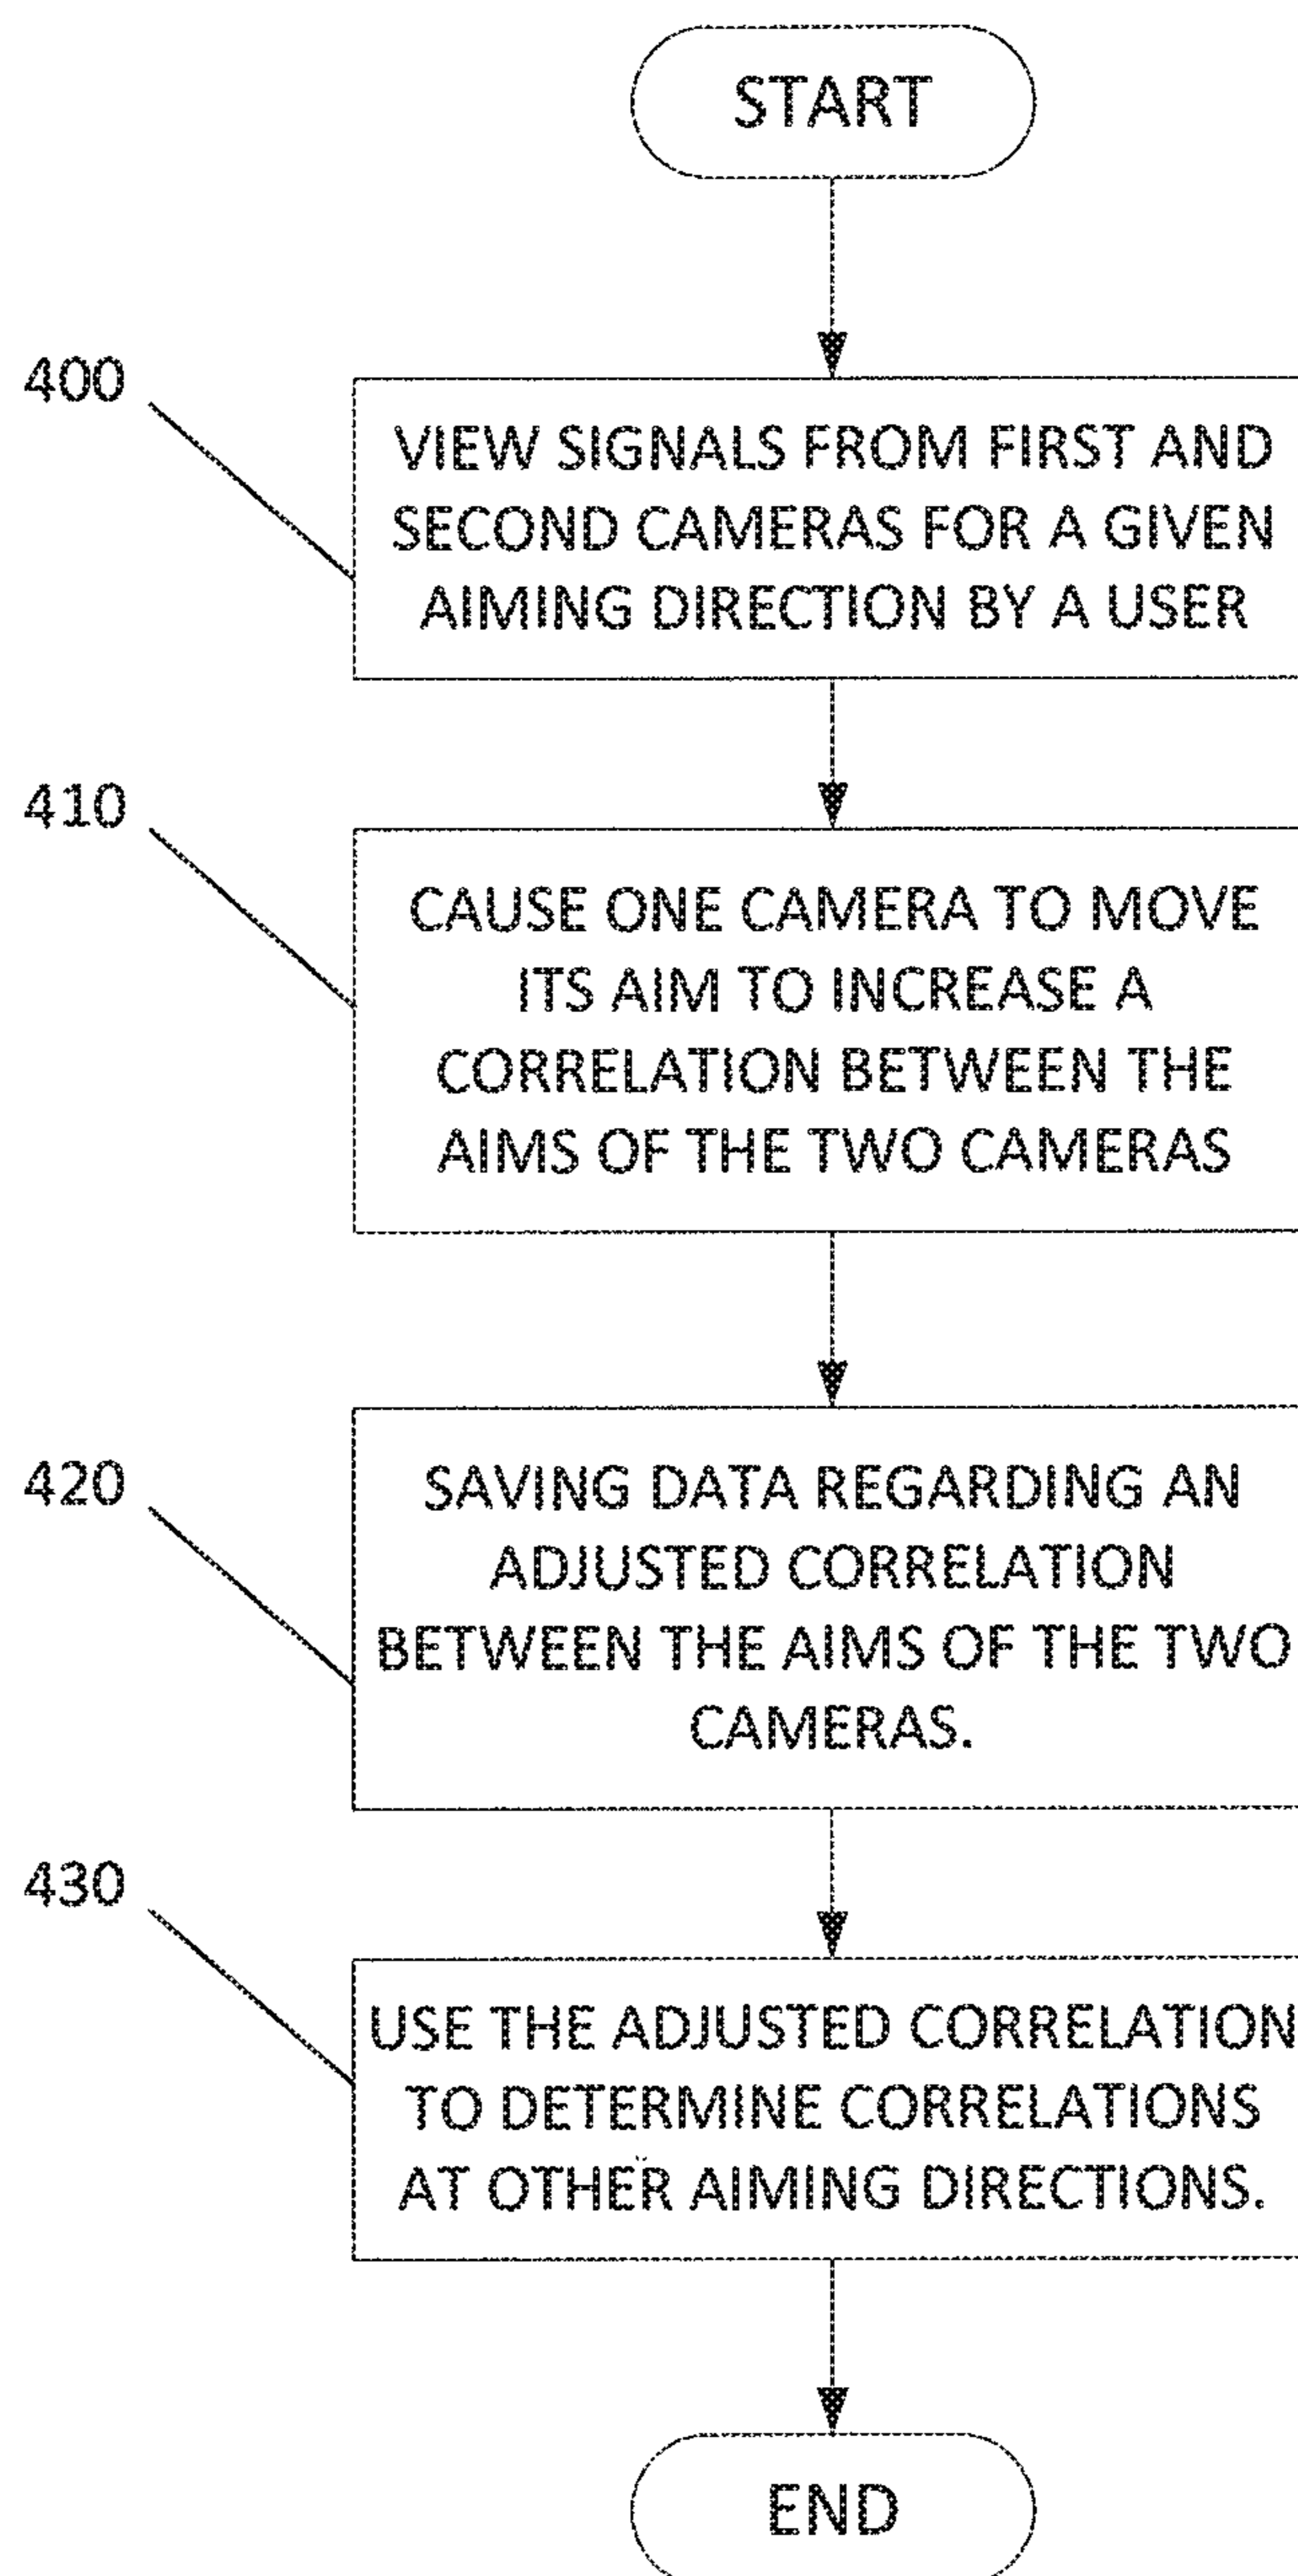 START
400
VIEW SIGNALS FROM FIRST AND
SECOND CAMERAS FOR A GIVEN
AIMING DIRECTION BY A USER
410
CAUSE ONE CAMERA TO MOVE
ITS AIM TO INCREASE A
CORRELATION BETWEEN THE
AIMS OF THE TWO CAMERAS
420
SAVING DATA REGARDING AN
ADJUSTED CORRELATION
BETWEEN THE AIMS OF THE TWO
CAMERAS.
430
USE THE ADJUSTED CORRELATION
TO DETERMINE CORRELATIONS
AT OTHER AIMING DIRECTIONS.
END